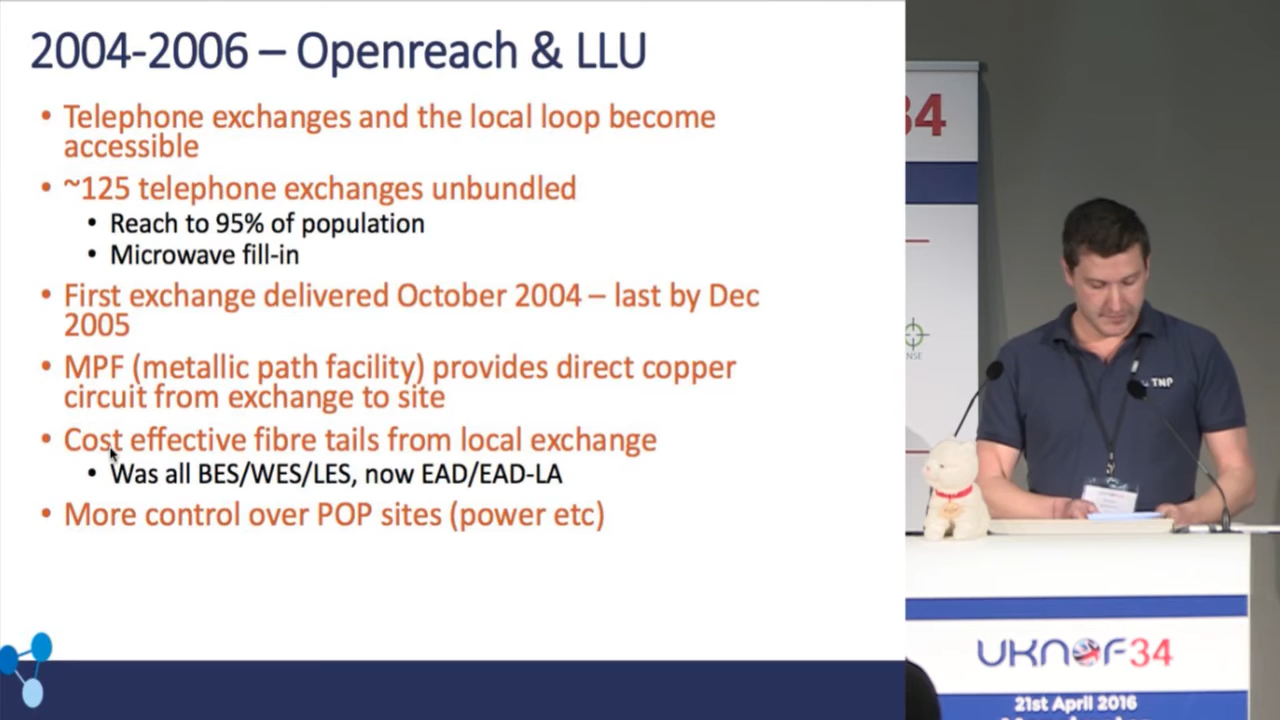 2004-2006 – Openreach & LLU
• Telephone exchanges and the local loop become
accessible
• ~125 telephone exchanges unbundled
• Reach to 95% of population
• Microwave fill-in
• First exchange delivered October 2004 – last by Dec
2005
• MPF (metallic path facility) provides direct copper
circuit from exchange to site
• Cost effective fibre tails from local exchange
• Was all BES/WES/LES, now EAD/EAD-LA
• More control over POP sites (power etc)
34
NSE
TNP
UKNOF34
21st April 2016